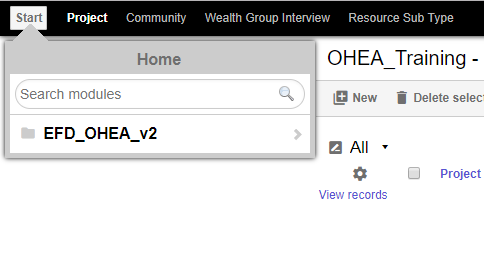 Start Project Community Wealth Group Interview Resource Sub Type
Home
Search modules
EFD_OHEA_v2
OHEA_Training -
New Delete selec
All
Project
View records